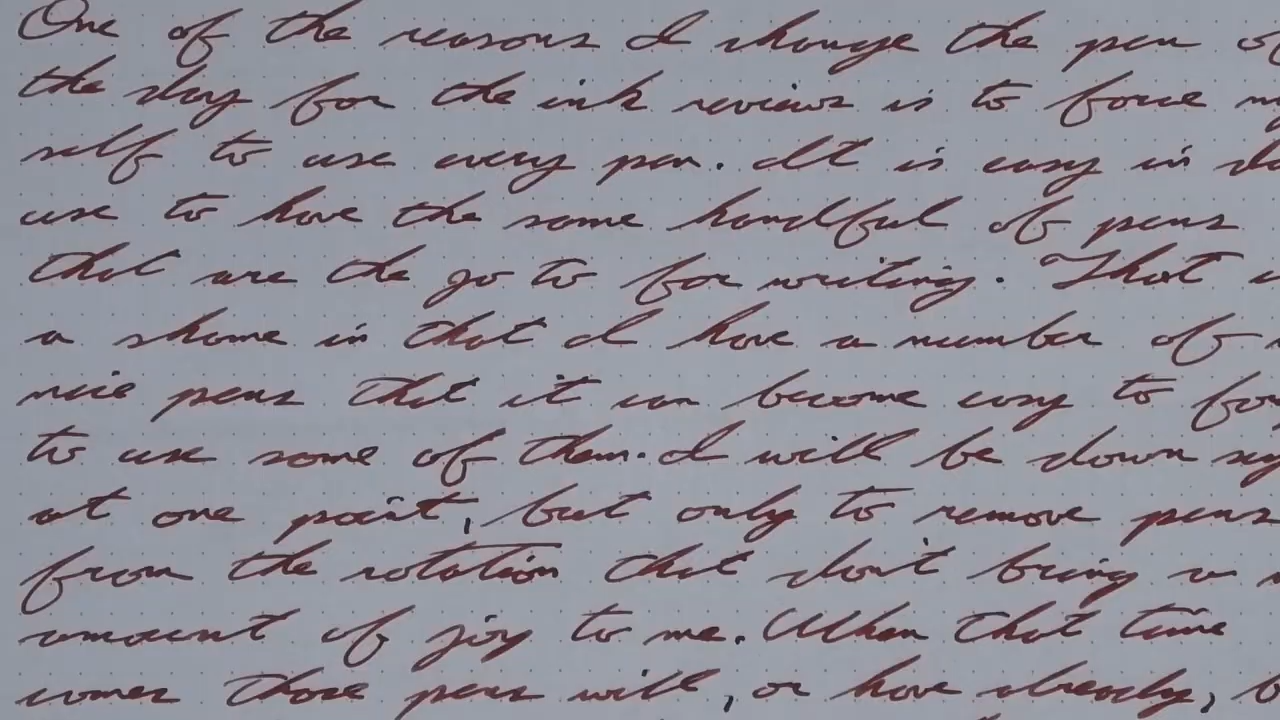 One of the reasons I change the pen of
the day for the ink reviews is to force my
self to use every pen. It is easy in da
use to have the same handful of pens
that are the go to for writing. That i
a shame in that I have a number of
nice pens that it can become easy to for
to use some of them. I will be down
at one point, but only to remove pens
from the rotation that don't bring a
amount of joy to me. When that time
comes those pens will, or have already, b